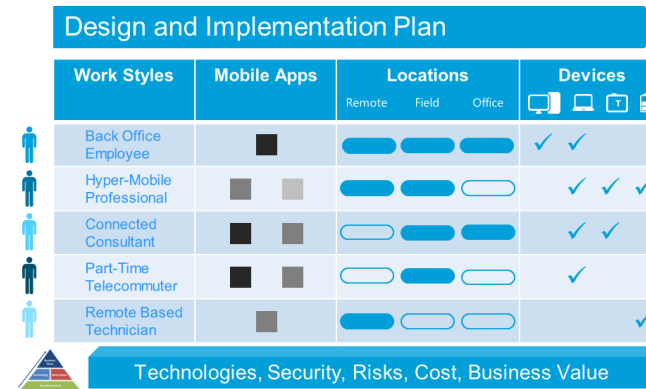 Design and Implementation Plan
Work Styles Mobile Apps Locations Devices
Remote Field Office
T
Back Office
Employee
Hyper-Mobile
Professional
Connected
Consultant
Part-Time
Telecommuter
Remote Based
Technician
Technologies, Security, Risks, Cost, Business Value